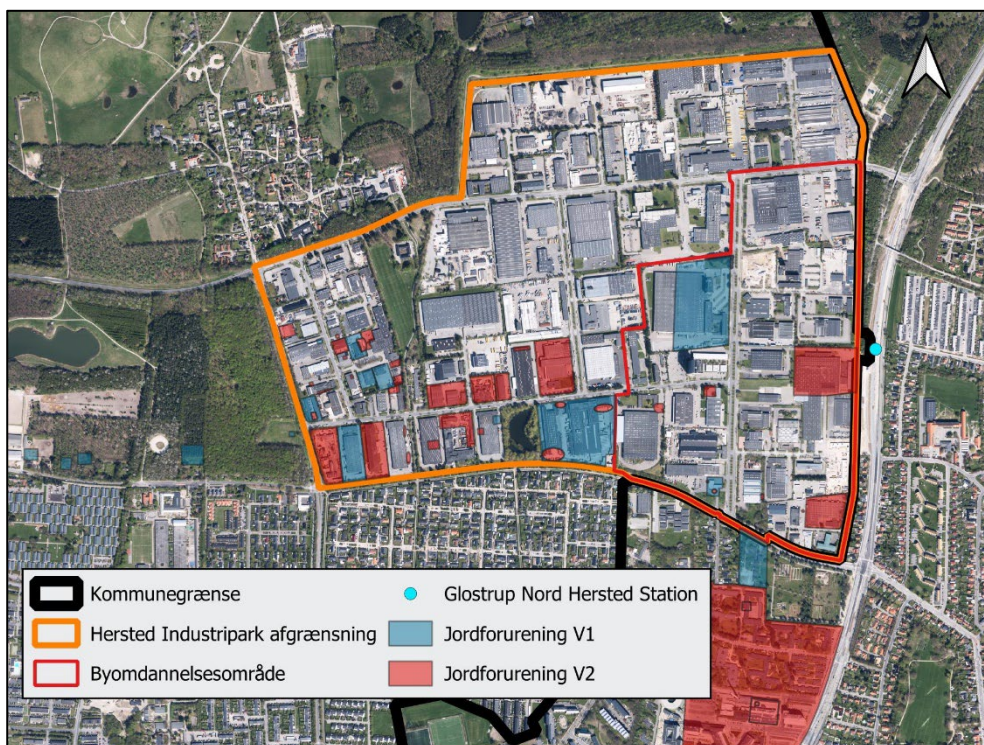 Kommunegrænse
Hersted Industripark afgrænsning
Byomdannelsesområde
Glostrup Nord Hersted Station
Jordforurening V1
Jordforurening V2